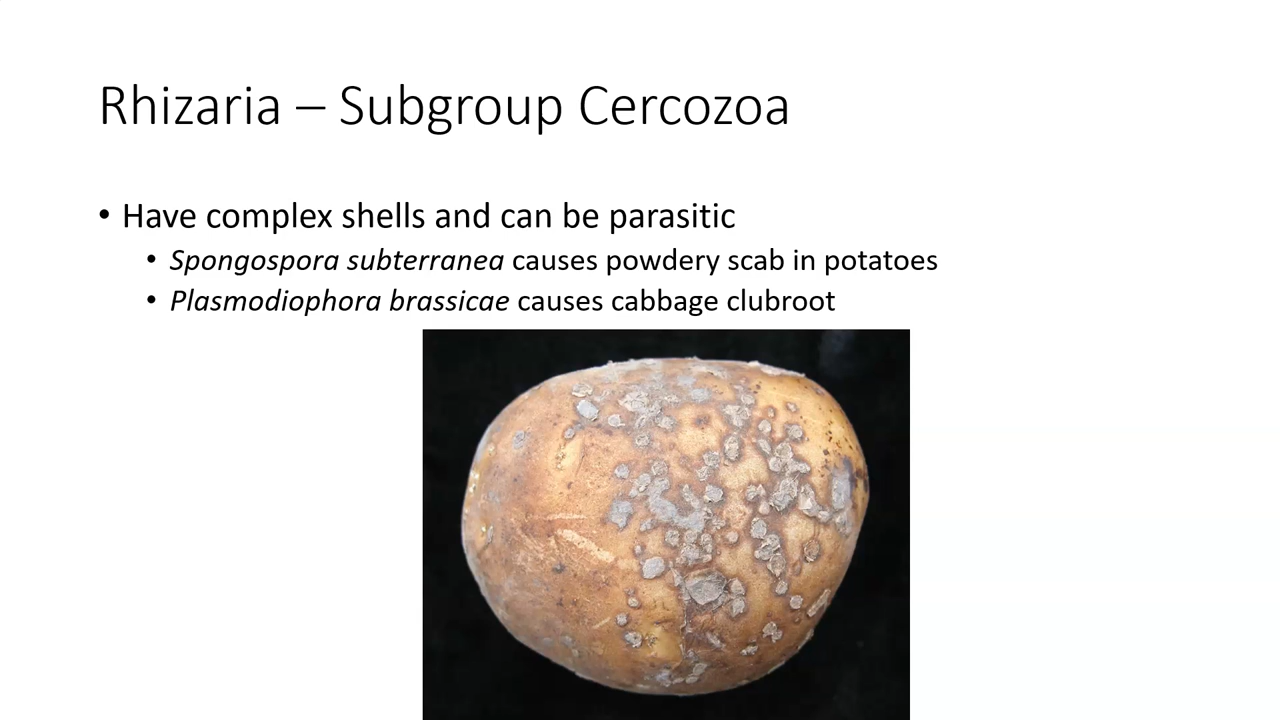 Rhizaria – Subgroup Cercozoa
• Have complex shells and can be parasitic
• Spongospora subterranea causes powdery scab in potatoes
• Plasmodiophora brassicae causes cabbage clubroot